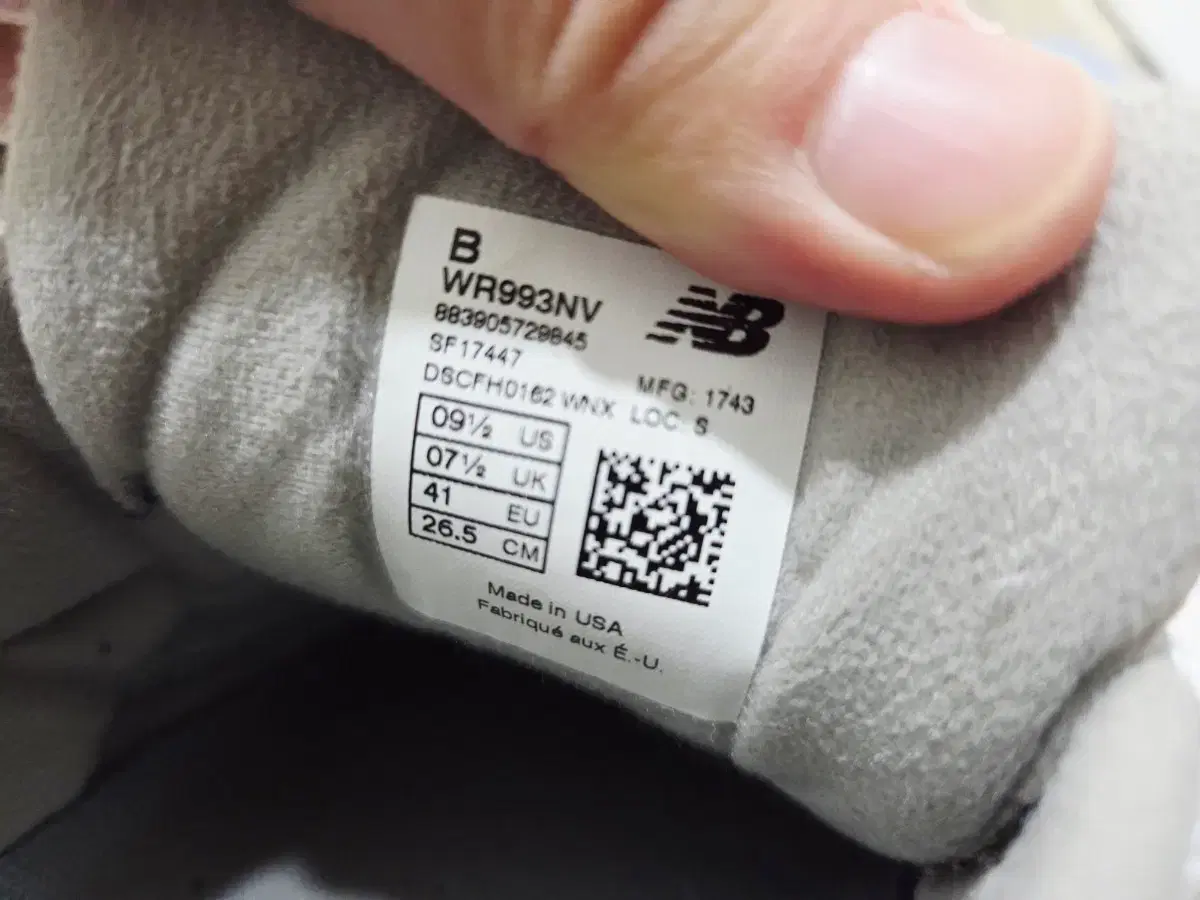 B
WR993NV
NB
883905729845
SF17447
MFG: 1743
DSCFH0162 WNX LOC: S
09½ US
07½ UK
41 EU
26.5 CM
Made in USA
Fabriqué aux É.-U.